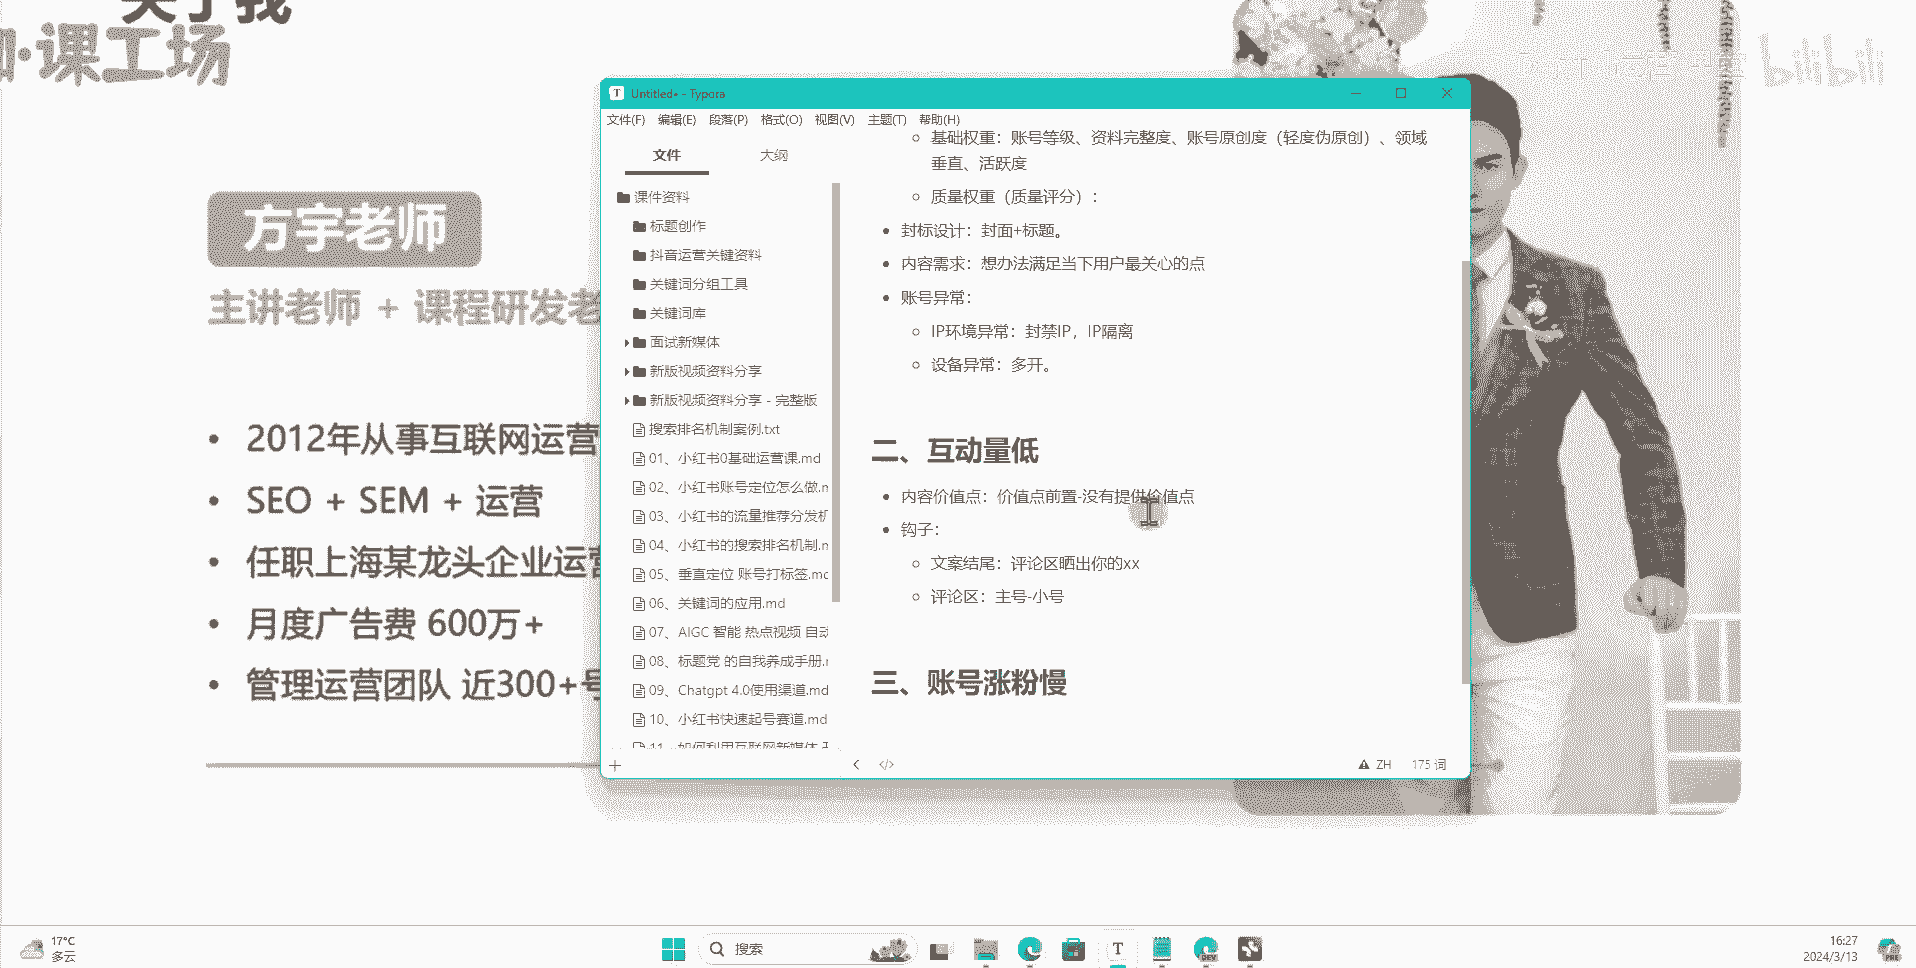 关于我
课工场
bilibili
方宇老师
主讲老师 + 课程研发老
2012年从事互联网运营
SEO + SEM + 运营
任职上海某龙头企业运营
月度广告费 600万+
管理运营团队 近300+号
Untitled• - Typora
文件(F) 编辑(E) 段落(P) 格式(O) 视图(V) 主题(T) 帮助(H)
文件 大纲
课件资料
标题创作
抖音运营关键资料
关键词分组工具
关键词库
面试新媒体
新版视频资料分享
新版视频资料分享 - 完整版
搜索排名机制案例.txt
01、小红书0基础运营课.md
02、小红书账号定位怎么做.m
03、小红书的流量推荐分发机
04、小红书的搜索排名机制.m
05、垂直定位 账号打标签.md
06、关键词的应用.md
07、AIGC 智能 热点视频 自动
08、标题党 的自我养成手册.m
09、Chatgpt 4.0使用渠道.md
10、小红书快速起号赛道.md
11、如何利用互联网新媒体
基础权重：账号等级、资料完整度、账号原创度（轻度伪原创）、领域
垂直、活跃度
质量权重（质量评分）：
封标设计：封面+标题。
内容需求：想办法满足当下用户最关心的点
账号异常：
IP环境异常：封禁IP，IP隔离
设备异常：多开。
二、互动量低
内容价值点：价值点前置-没有提供价值点
钩子：
文案结尾：评论区晒出你的xx
评论区：主号-小号
三、账号涨粉慢
ZH 175 词
17°C
多云
搜索
T
DEV
16:27
2024/3/13
PRE